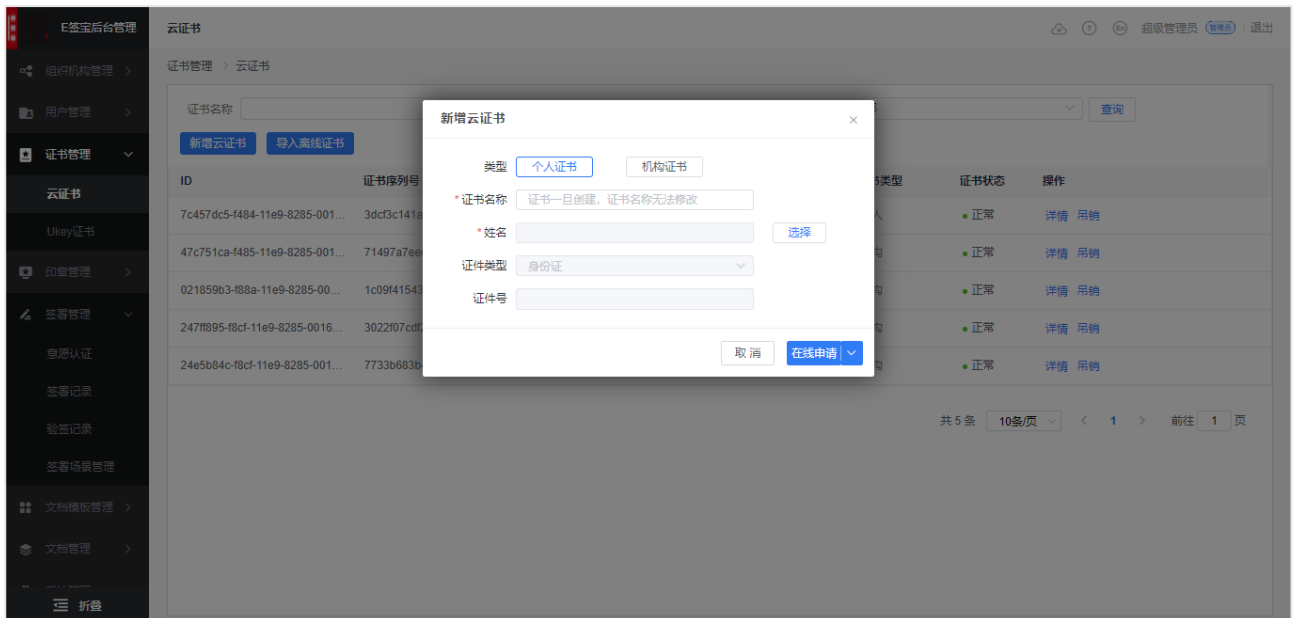 E签宝后台管理
云证书
En
超级管理员
管理员
退出
组织机构管理
用户管理
证书管理
云证书
Ukey证书
印章管理
签署管理
意愿认证
签署记录
验签记录
签署场景管理
文档模板管理
文档管理
折叠
证书管理 > 云证书
证书名称
查询
新增云证书 导入离线证书
ID 证书序列号 书类型 证书状态 操作
7c457dc5-f484-11e9-8285-001... 3dcf3c141a 正常 详情 吊销
47c751ca-f485-11e9-8285-001... 71497a7ee 正常 详情 吊销
021859b3-f88a-11e9-8285-00... 1c09f41543 正常 详情 吊销
247ff895-f8cf-11e9-8285-0016... 3022f07cdf 正常 详情 吊销
24e5b84c-f8cf-11e9-8285-001... 7733b683b 正常 详情 吊销
共 5 条 10条/页 < 1 > 前往 1 页
新增云证书 ×
类型 个人证书 机构证书
*证书名称 证书一旦创建，证书名称无法修改
*姓名 选择
证件类型 身份证
证件号
取 消 在线申请